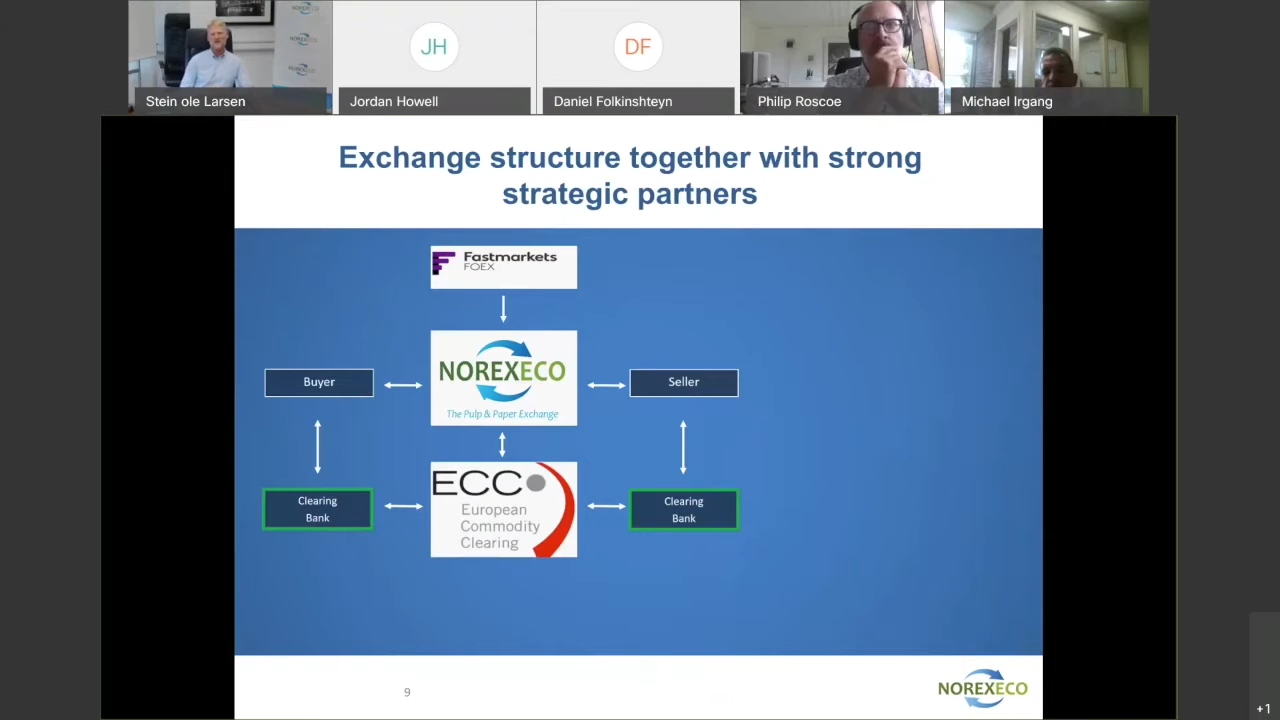 Stein ole Larsen
JH
Jordan Howell
DF
Daniel Folkinshteyn
Philip Roscoe
Michael Irgang
Exchange structure together with strong
strategic partners
Fastmarkets
FOEX
NOREXECO
The Pulp & Paper Exchange
Buyer
Seller
ECC
European
Commodity
Clearing
Clearing
Bank
Clearing
Bank
9
NOREXECO
+1